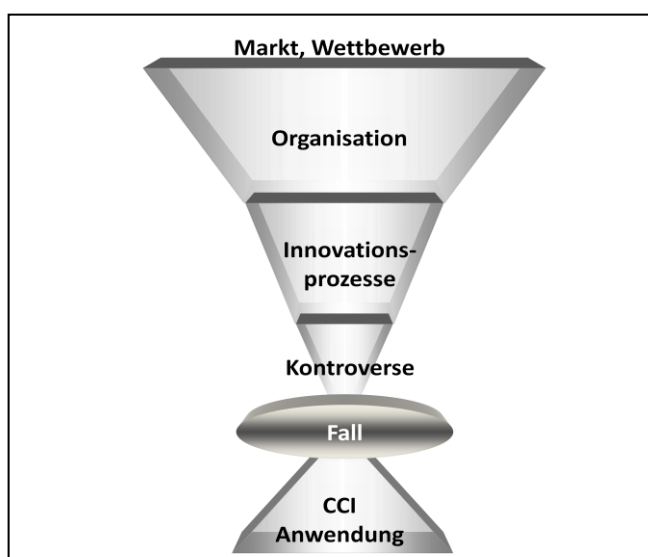 Markt, Wettbewerb
Organisation
Innovations-
prozesse
Kontroverse
Fall
CCI
Anwendung